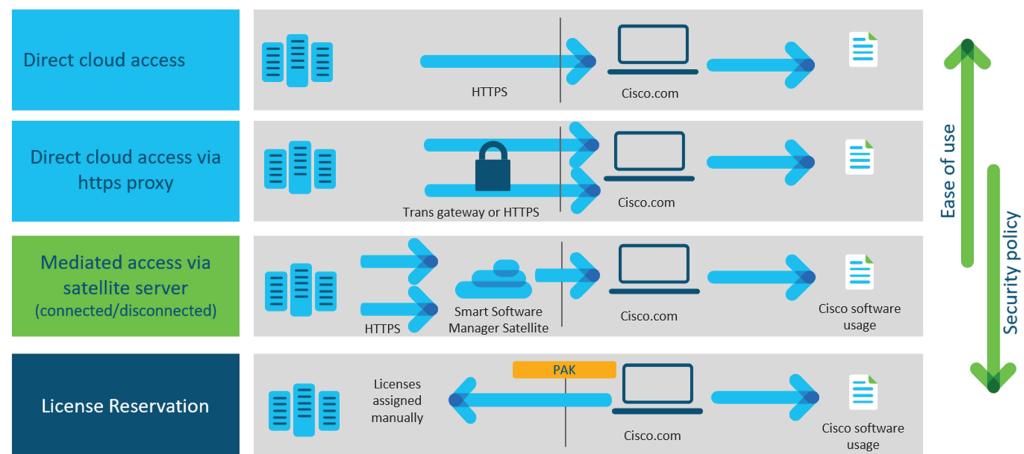 Direct cloud access
HTTPS
Cisco.com
Direct cloud access via
https proxy
Trans gateway or HTTPS
Cisco.com
Mediated access via
satellite server
(connected/disconnected)
HTTPS
Smart Software
Manager Satellite
Cisco.com
Cisco software
usage
License Reservation
Licenses
assigned
manually
PAK
Cisco.com
Cisco software
usage
Ease of use
Security policy